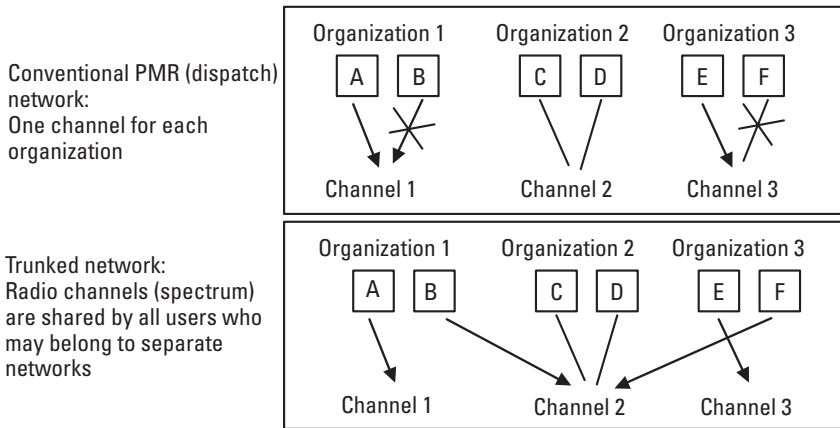 Conventional PMR (dispatch)
network:
One channel for each
organization
Organization 1 Organization 2 Organization 3
A B C D E F
Channel 1 Channel 2 Channel 3
Trunked network:
Radio channels (spectrum)
are shared by all users who
may belong to separate
networks
Organization 1 Organization 2 Organization 3
A B C D E F
Channel 1 Channel 2 Channel 3